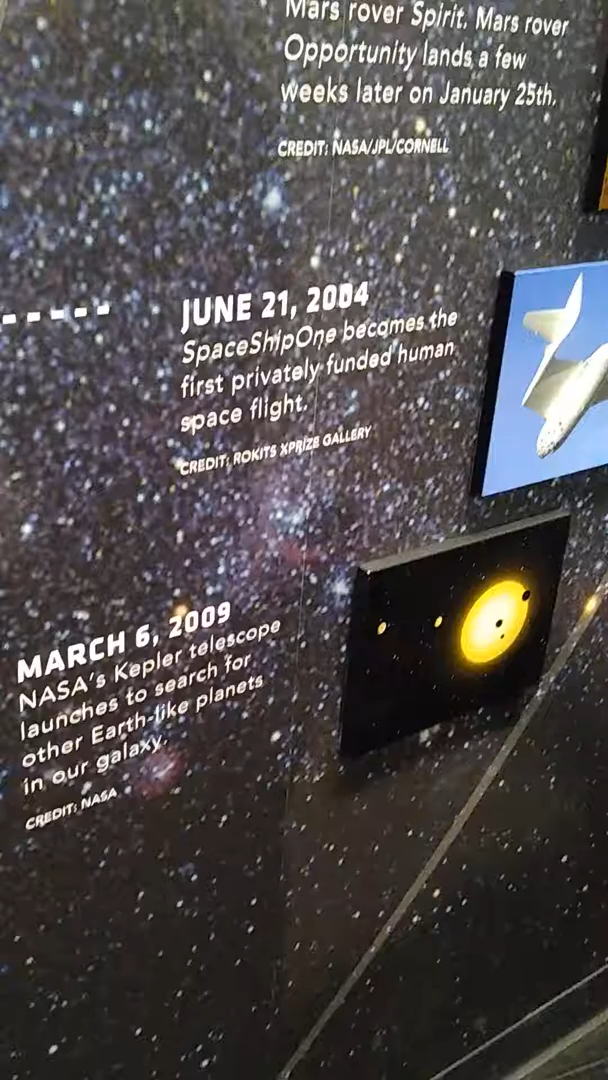 Mars rover Spirit. Mars rover
Opportunity lands a few
weeks later on January 25th.
CREDIT: NASA/JPL/CORNELL
JUNE 21, 2004
SpaceShipOne becomes the
first privately funded human
space flight.
CREDIT: ROKITS XPRIZE GALLERY
MARCH 6, 2009
NASA's Kepler telescope
launches to search for
other Earth-like planets
in our galaxy.
CREDIT: NASA